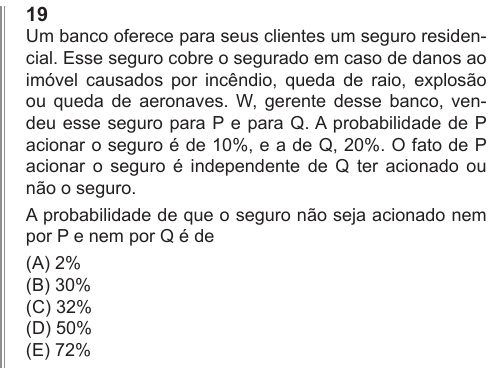 19
Um banco oferece para seus clientes um seguro residen-
cial. Esse seguro cobre o segurado em caso de danos ao
imóvel causados por incêndio, queda de raio, explosão
ou queda de aeronaves. W, gerente desse banco, ven-
deu esse seguro para P e para Q. A probabilidade de P
acionar o seguro é de 10%, e a de Q, 20%. O fato de P
acionar o seguro é independente de Q ter acionado ou
não o seguro.
A probabilidade de que o seguro não seja acionado nem
por P e nem por Q é de
(A) 2%
(B) 30%
(C) 32%
(D) 50%
(E) 72%